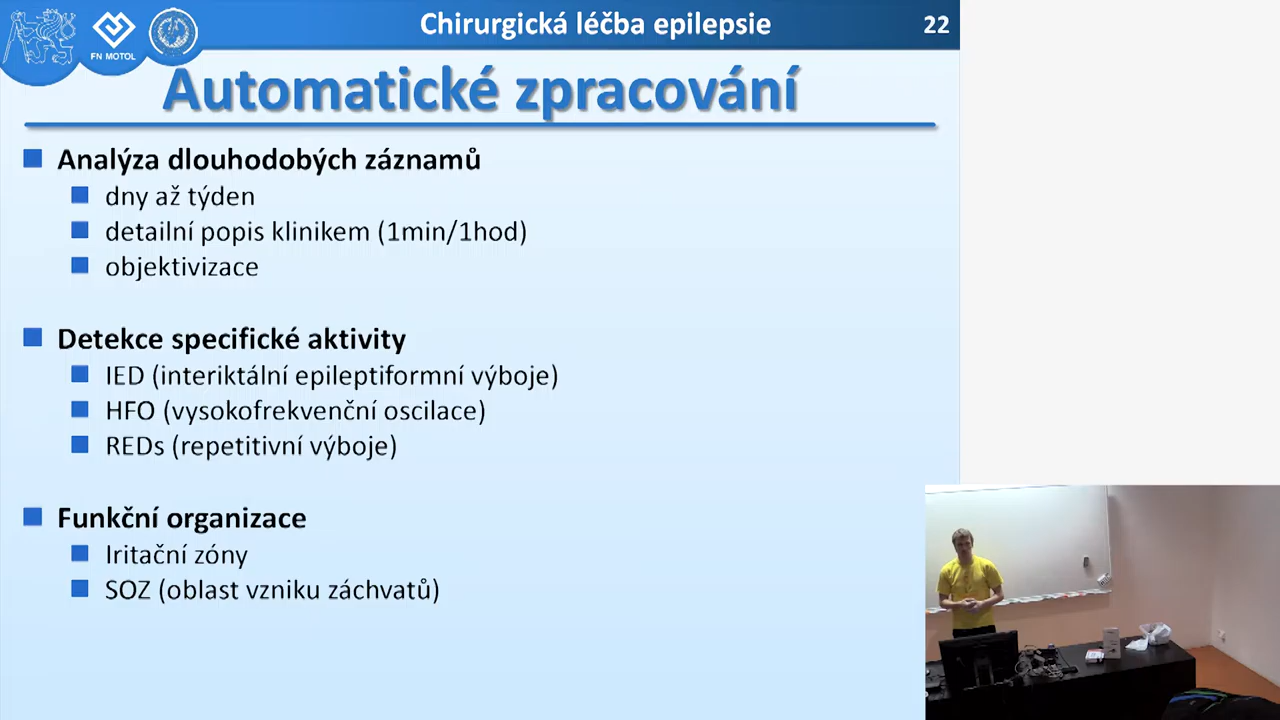 Chirurgická léčba epilepsie
22
FN MOTOL
Automatické zpracování
Analýza dlouhodobých záznamů
dny až týden
detailní popis klinikem (1min/1hod)
objektivizace
Detekce specifické aktivity
IED (interiktální epileptiformní výboje)
HFO (vysokofrekvenční oscilace)
REDs (repetitivní výboje)
Funkční organizace
Iritační zóny
SOZ (oblast vzniku záchvatů)